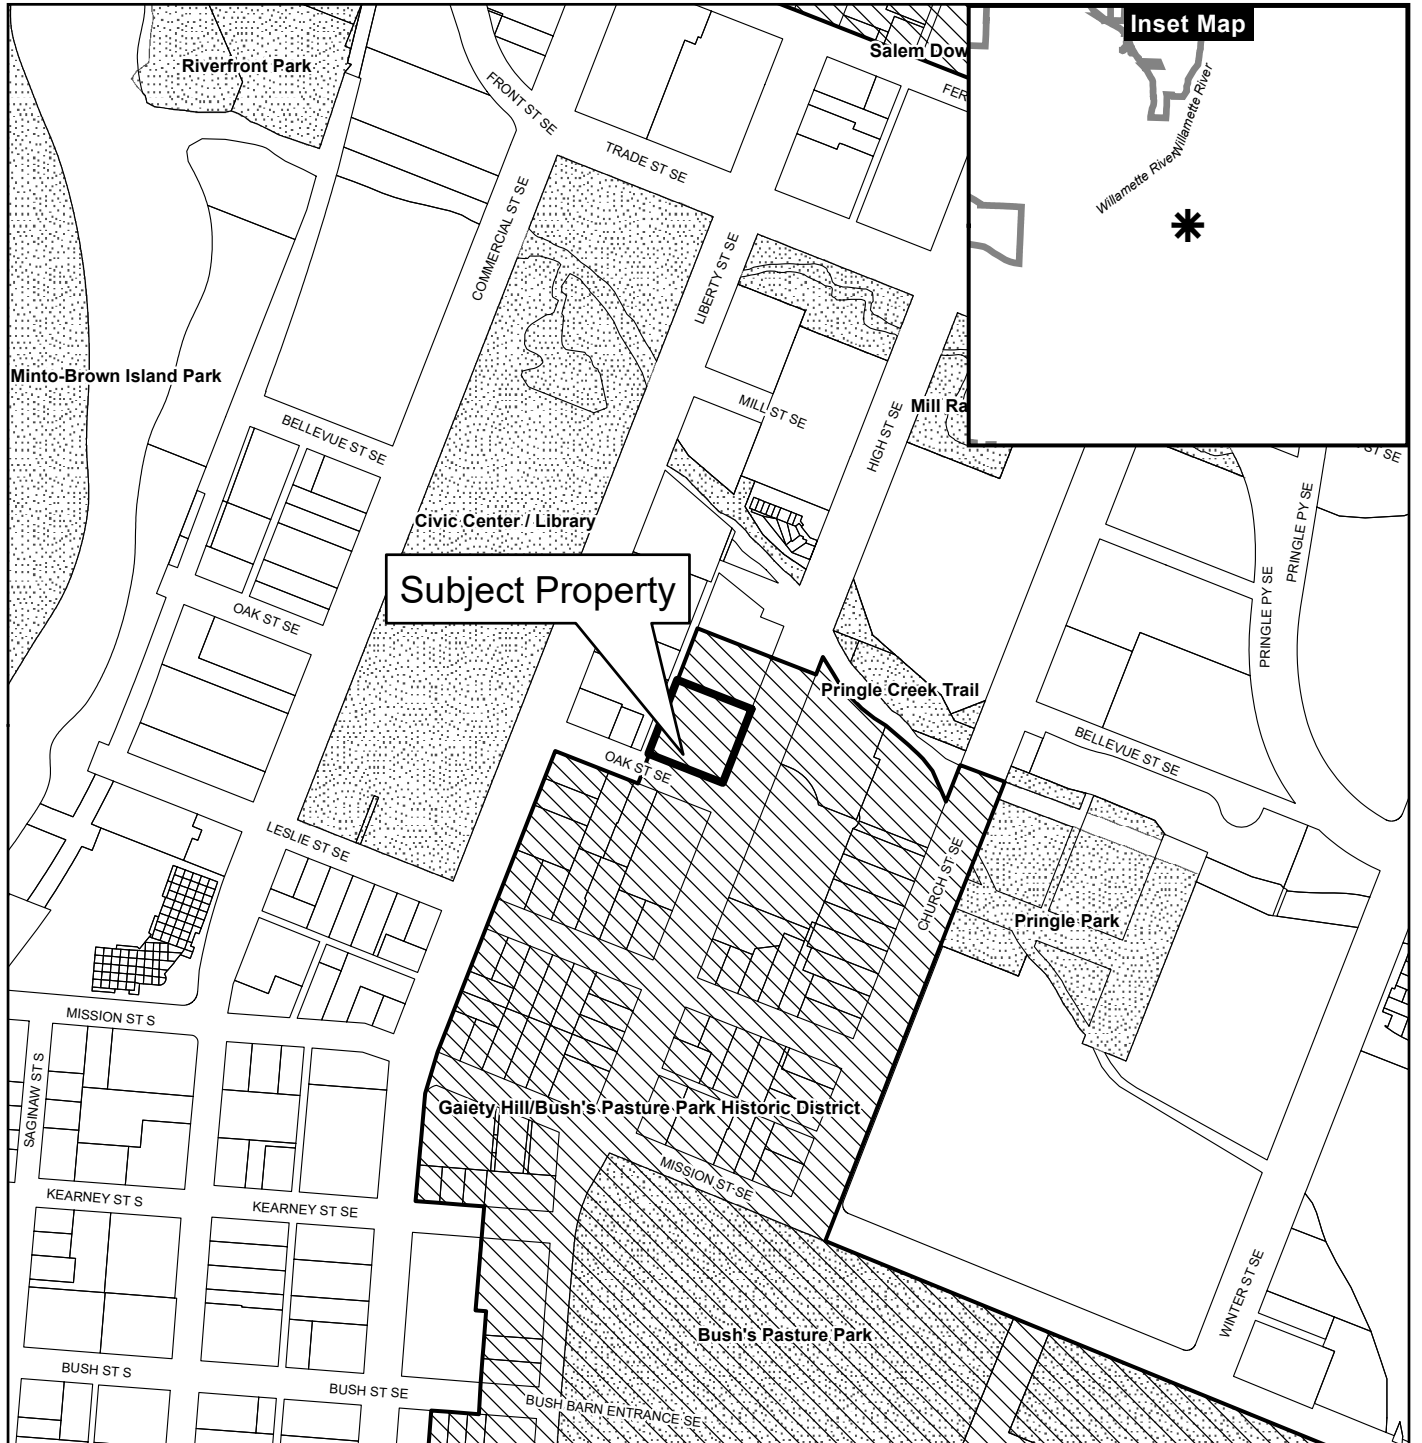 Inset Map
Salem Dow
Riverfront Park
FRONT ST SE
FER
Willamette River
Willamette River
TRADE ST SE
COMMERCIAL ST SE
LIBERTY ST SE
Minto-Brown Island Park
MILL ST SE
HIGH ST SE
Mill Ra
BELLEVUE ST SE
ST SE
PRINGLE PY SE
Civic Center / Library
Subject Property
PRINGLE PY SE
OAK ST SE
Pringle Creek Trail
OAK ST SE
BELLEVUE ST SE
LESLIE ST SE
CHURCH ST SE
Pringle Park
MISSION ST S
SAGINAW ST S
Gaiety Hill/Bush's Pasture Park Historic District
MISSION ST SE
KEARNEY ST S
KEARNEY ST SE
WINTER ST SE
Bush's Pasture Park
BUSH ST S
BUSH ST SE
BUSH BARN ENTRANCE SE